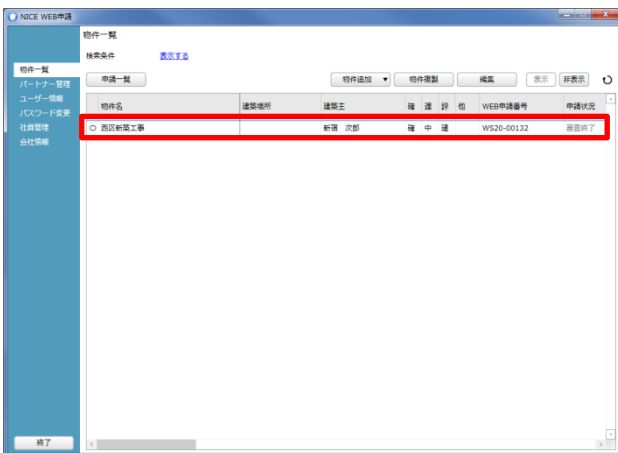 NICE WEB申請
物件一覧
検索条件 表示する
物件一覧
パートナー管理
ユーザー情報
パスワード変更
社員管理
会社情報
申請一覧 物件追加 ▼ 物件複製 編集 表示 非表示
物件名 建築場所 建築主 確 適 評 他 WEB申請番号 申請状況
○ 西区新築工事 新宿 次郎 確 中 建 WS20-00132 審査終了
終了